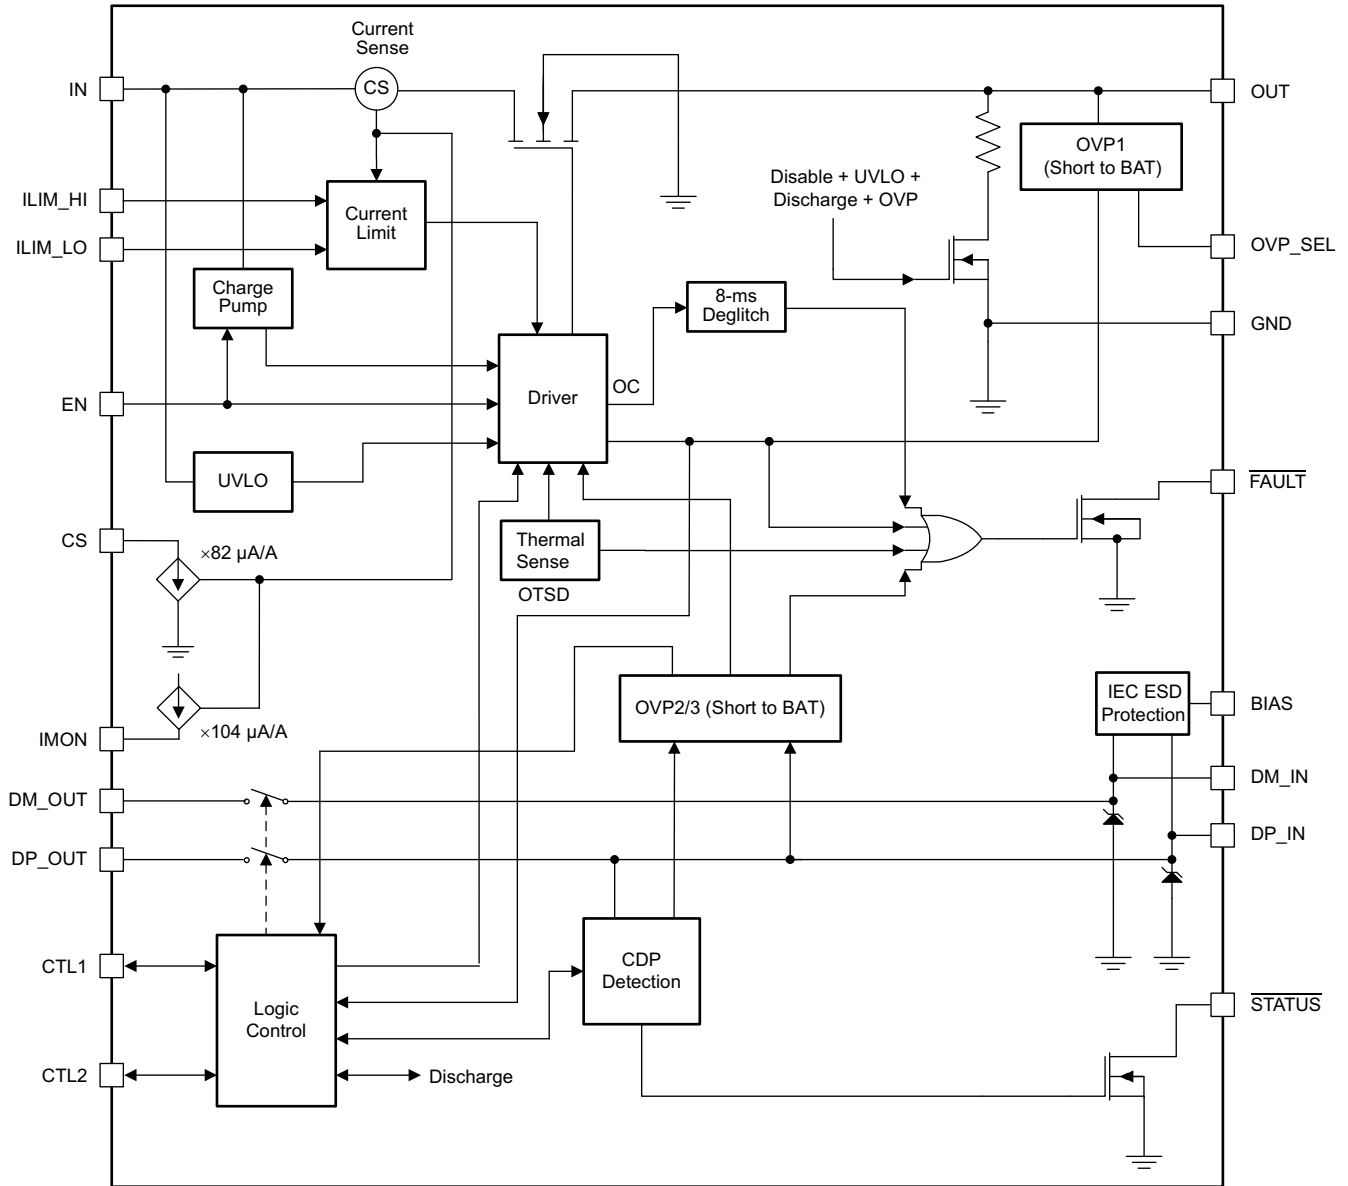 Current
Sense
IN
CS
OUT
OVP1
(Short to BAT)
Disable + UVLO +
Discharge + OVP
ILIM_HI
Current
Limit
ILIM_LO
OVP_SEL
Charge
Pump
8-ms
Deglitch
GND
EN
Driver
OC
UVLO
FAULT
CS
×82 µA/A
Thermal
Sense
OTSD
IEC ESD
Protection
BIAS
OVP2/3 (Short to BAT)
×104 µA/A
IMON
DM_IN
DM_OUT
DP_IN
DP_OUT
CTL1
CDP
Detection
Logic
Control
STATUS
CTL2
Discharge